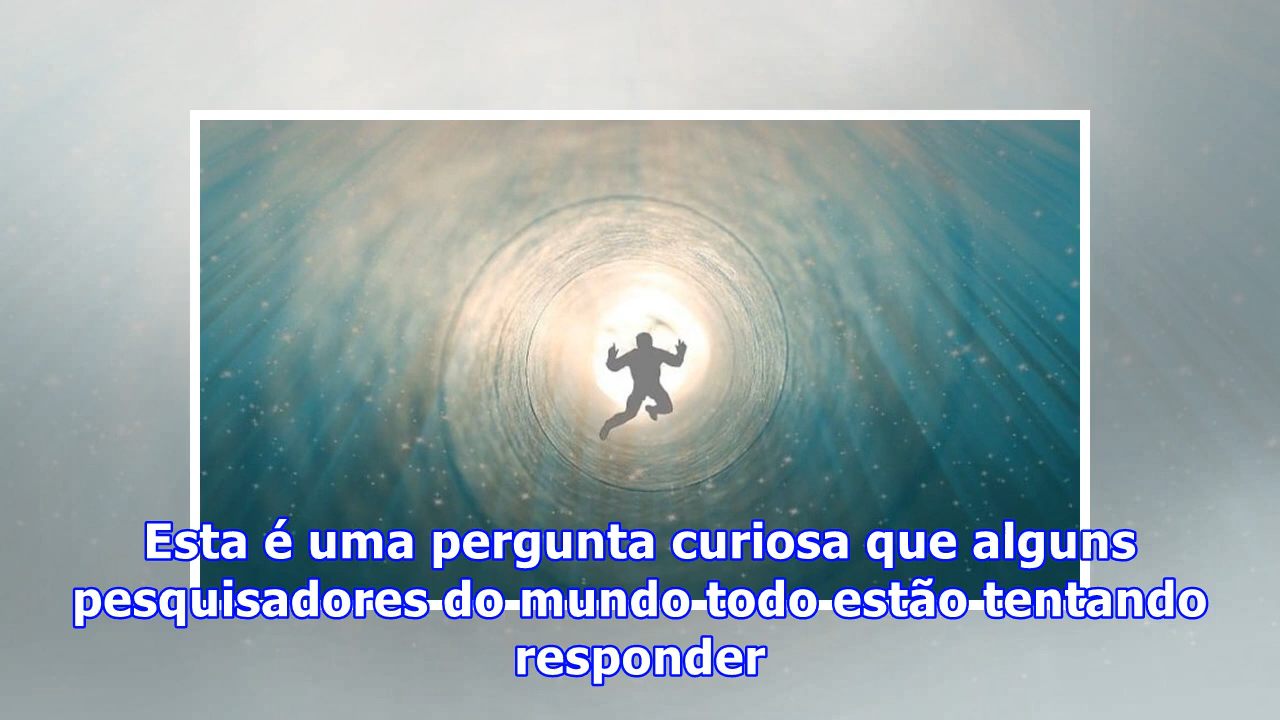 Esta é uma pergunta curiosa que alguns
pesquisadores do mundo todo estão tentando
responder